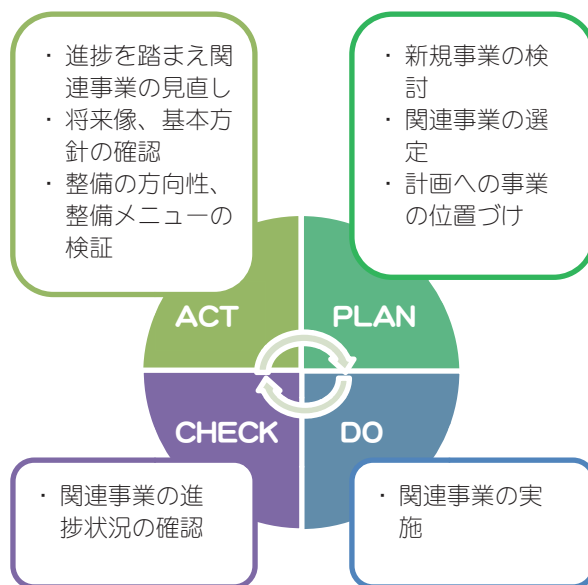 ・進捗を踏まえ関
連事業の見直し
・将来像、基本方
針の確認
・整備の方向性、
整備メニューの
検証
・新規事業の検
討
・関連事業の選
定
・計画への事業
の位置づけ
ACT
PLAN
CHECK
DO
・関連事業の進
捗状況の確認
・関連事業の実
施